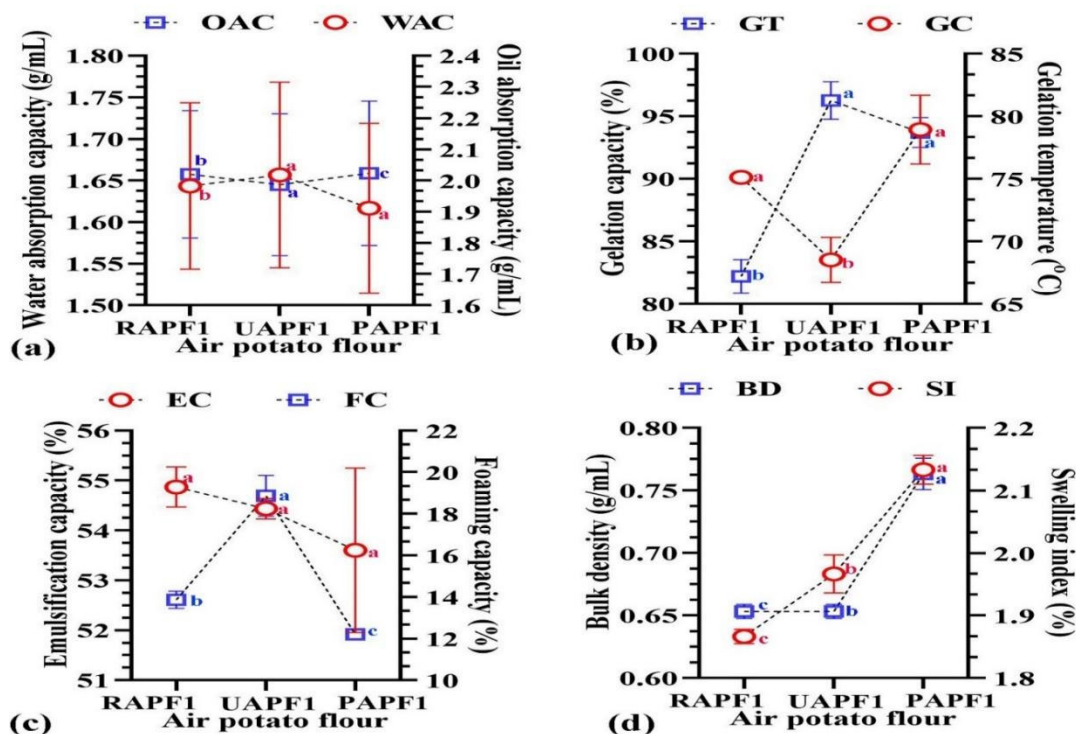 OAC WAC
Water absorption capacity (g/mL)
1.80
1.75
1.70
1.65
1.60
1.55
1.50
b
b
a
a
c
a
2.4
2.3
2.2
2.1
2.0
1.9
1.8
1.7
1.6
Oil absorption capacity (g/mL)
RAPF1 UAPF1 PAPF1
(a) Air potato flour
GT GC
Gelation capacity (%)
100
95
90
85
80
a
a
b
b
a
a
85
80
75
70
65
Gelation temperature (⁰C)
RAPF1 UAPF1 PAPF1
(b) Air potato flour
EC FC
Emulsification capacity (%)
56
55
54
53
52
51
a
b
a
a
a
c
22
20
18
16
14
12
10
Foaming capacity (%)
RAPF1 UAPF1 PAPF1
(c) Air potato flour
BD SI
Bulk density (g/mL)
0.80
0.75
0.70
0.65
0.60
c
c
b
b
a
a
2.2
2.1
2.0
1.9
1.8
Swelling index (%)
RAPF1 UAPF1 PAPF1
(d) Air potato flour